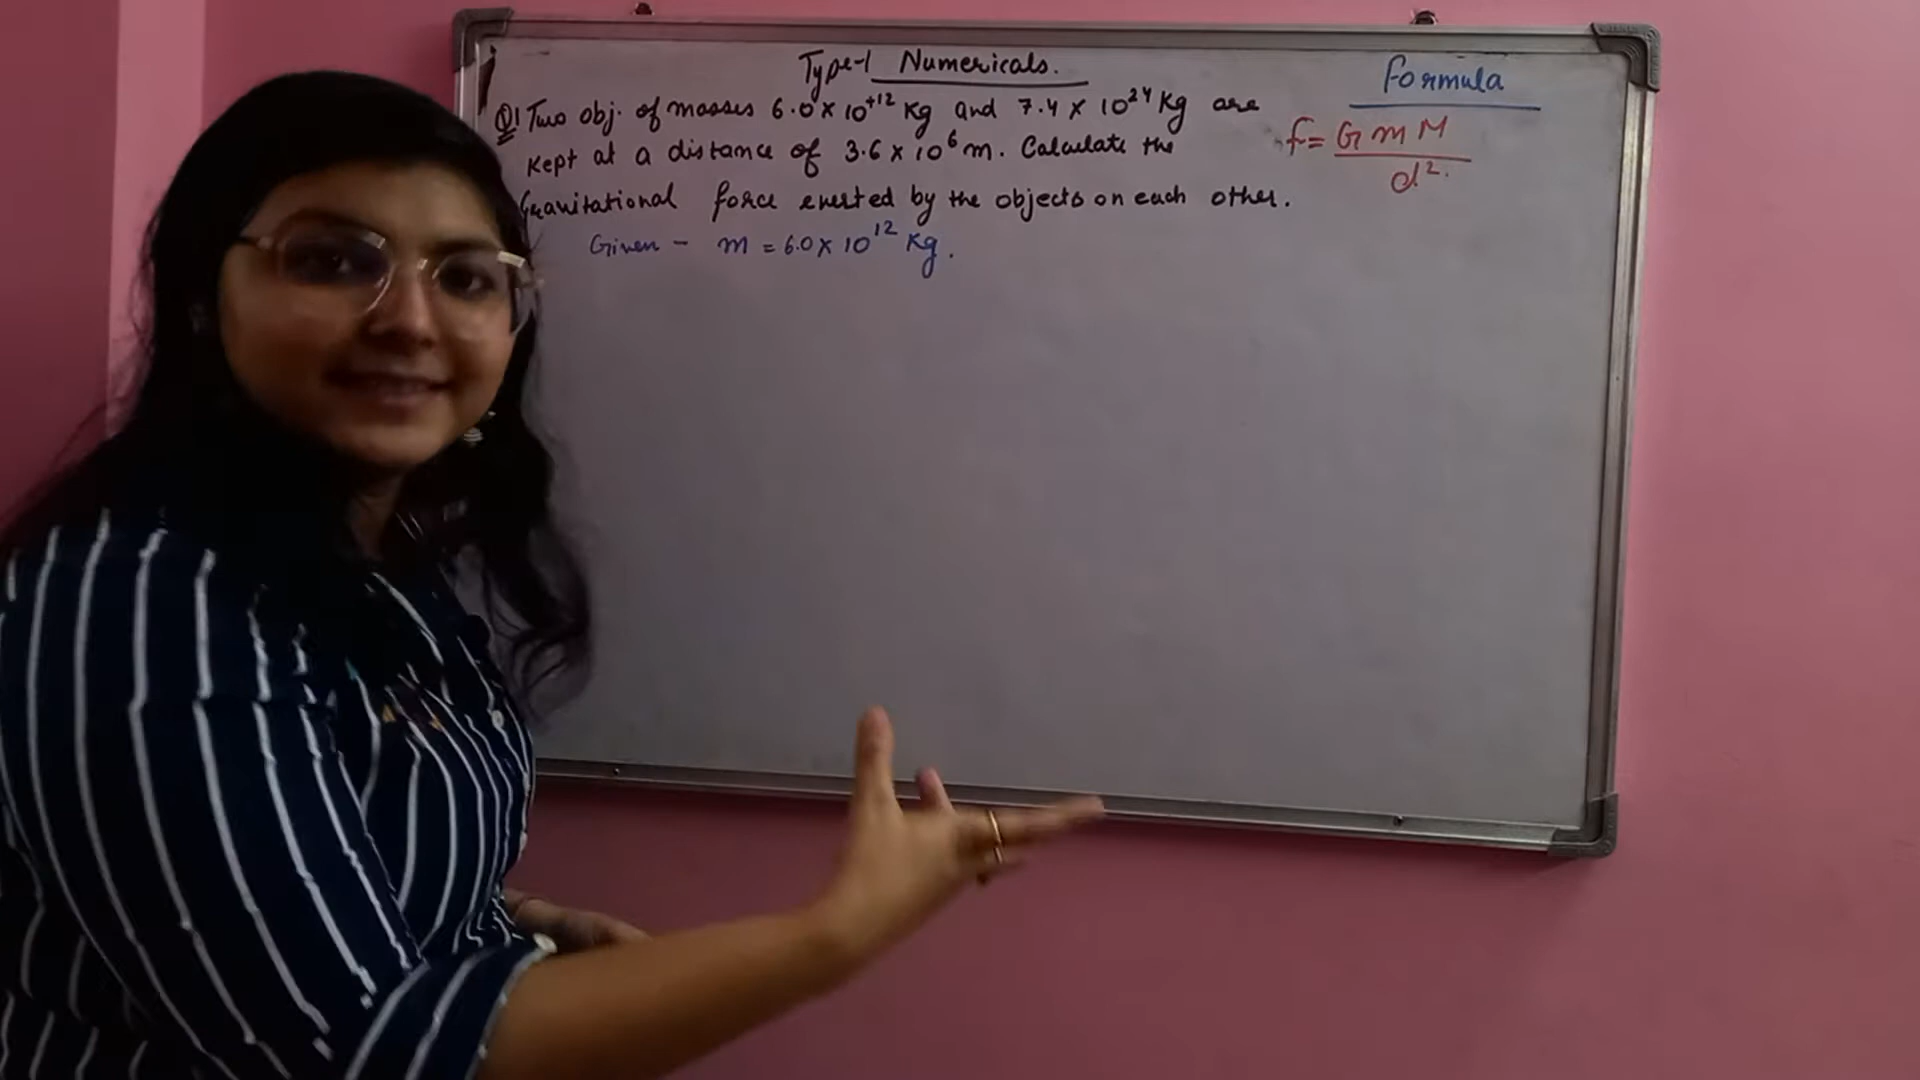 Type-1 Numericals.
Q1 Two obj. of masses 6.0 x 10⁺¹² Kg and 7.4 x 10²⁴ Kg are
Kept at a distance of 3.6 x 10⁶ m. Calculate the
Gravitational force exerted by the objects on each other.
Given - m = 6.0 x 10¹² Kg.
Formula
f = G m M
d².